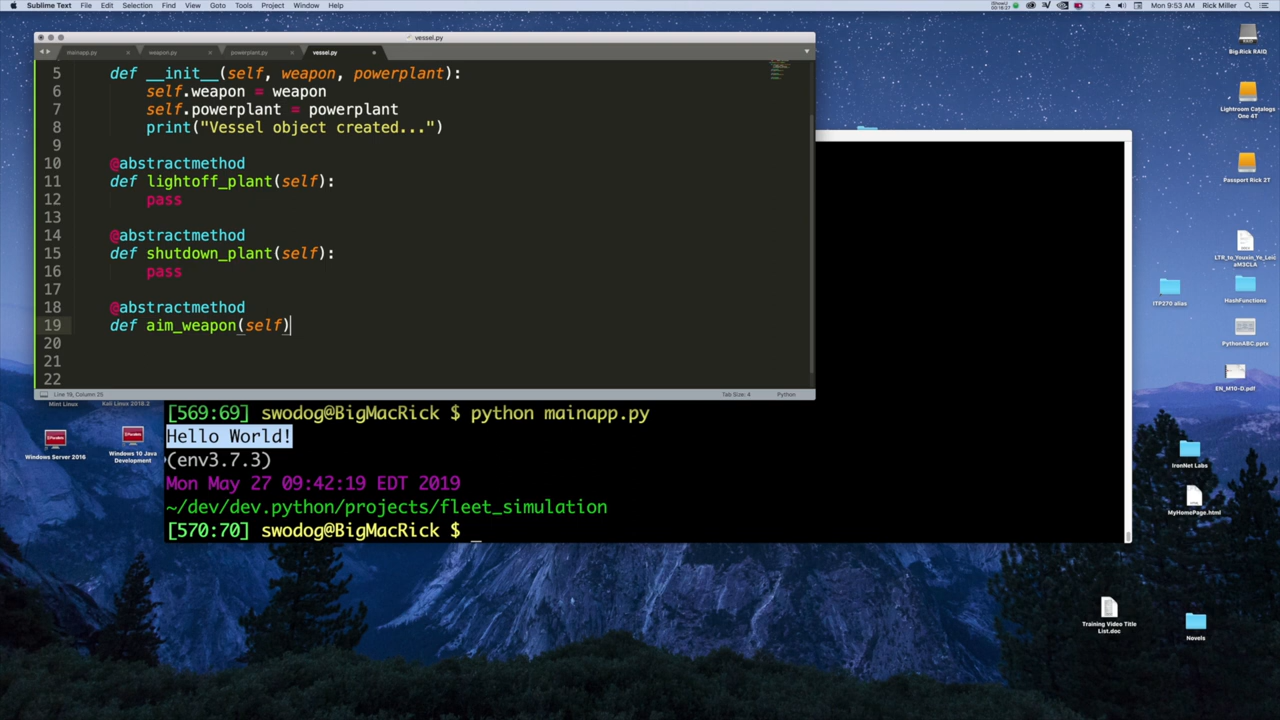 Sublime Text File Edit Selection Find View Goto Tools Project Window Help
Mon 9:53 AM Rick Miller
vessel.py
mainapp.py weapon.py powerplant.py vessel.py
5 def __init__(self, weapon, powerplant):
6 self.weapon = weapon
7 self.powerplant = powerplant
8 print("Vessel object created...")
9
10 @abstractmethod
11 def lightoff_plant(self):
12 pass
13
14 @abstractmethod
15 def shutdown_plant(self):
16 pass
17
18 @abstractmethod
19 def aim_weapon(self)
20
21
22
Line 19, Column 25 Tab Size: 4 Python
[569:69] swodog@BigMacRick $ python mainapp.py
Hello World!
(env3.7.3)
Mon May 27 09:42:19 EDT 2019
~/dev/dev.python/projects/fleet_simulation
[570:70] swodog@BigMacRick $ _
Mint Linux
Kali Linux 2018.2
Windows Server 2016
Windows 10 Java
Development
Big Rick RAIQ
Lightroom Catalogs
One 4T
Passport Rick 2T
LTR_to_Youxin_Ye_Leic
aM3CLA
ITP270 alias
HashFunctions
PythonABC.ppts
EN_M10-D.pdf
IronNet Labs
MyHomePage.html
Training Video Title
List.doc
Novels